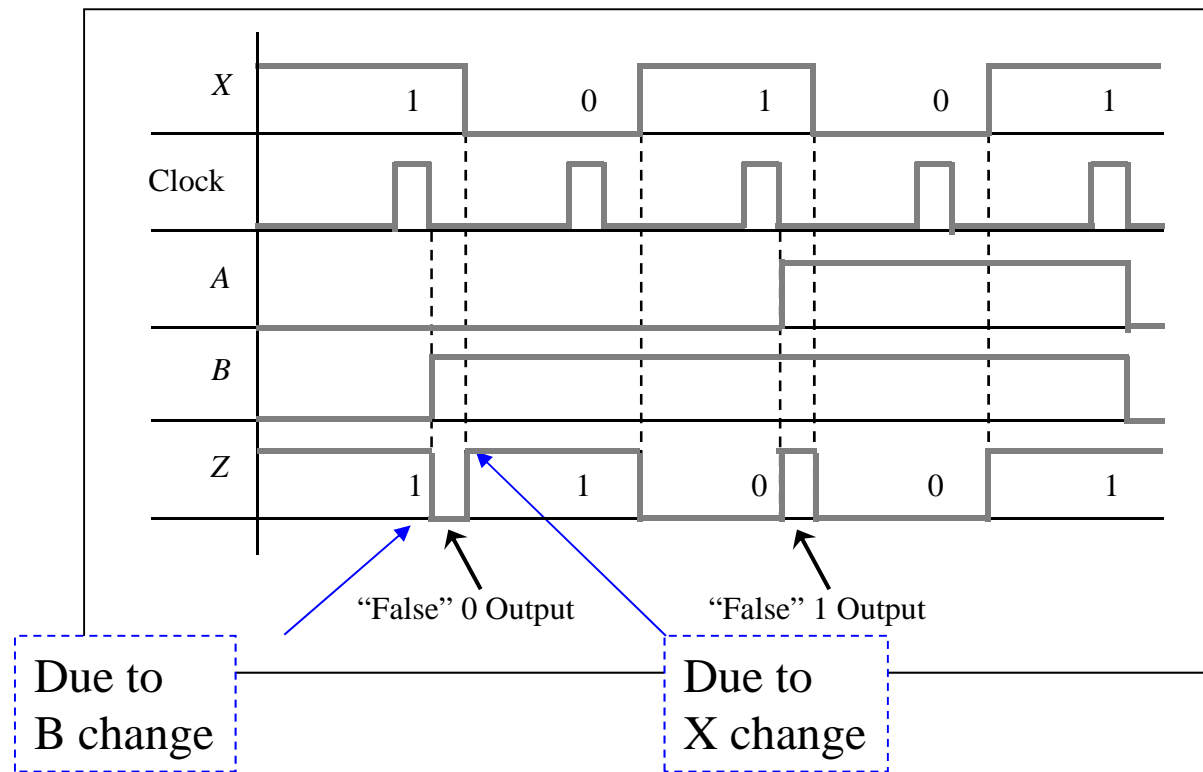 X
1 0 1 0 1
Clock
A
B
Z
1 1 0 0 1
“False” 0 Output “False” 1 Output
Due to
B change
Due to
X change